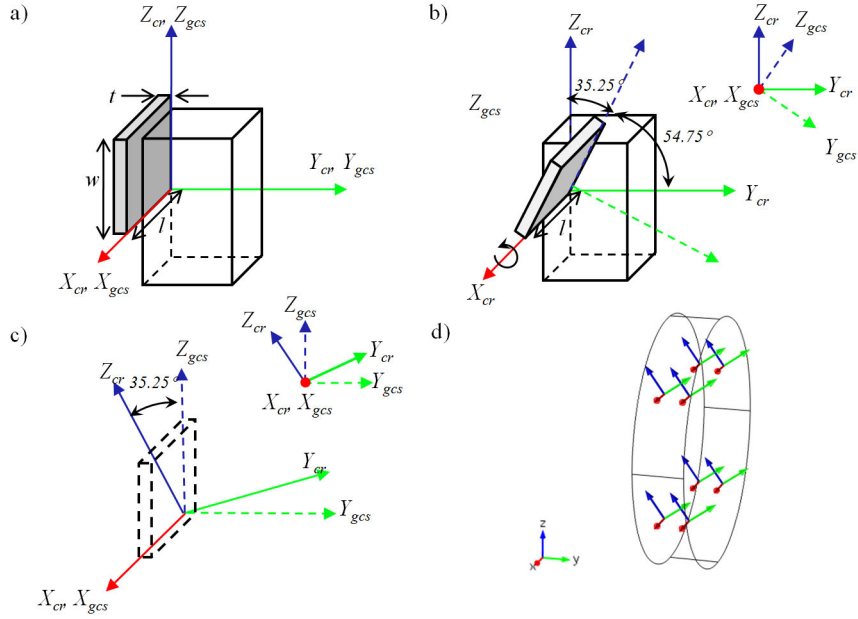 a)
Z_cr, Z_gcs
t
w
l
Y_cr, Y_gcs
X_cr, X_gcs
b)
Z_cr
35.25°
Z_gcs
54.75°
Y_cr
l
X_cr
Z_cr
Z_gcs
X_cr, X_gcs
Y_cr
Y_gcs
c)
Z_cr
35.25°
Z_gcs
Y_cr
Y_gcs
X_cr, X_gcs
Z_cr
Z_gcs
Y_cr
Y_gcs
X_cr, X_gcs
d)
z
x
y